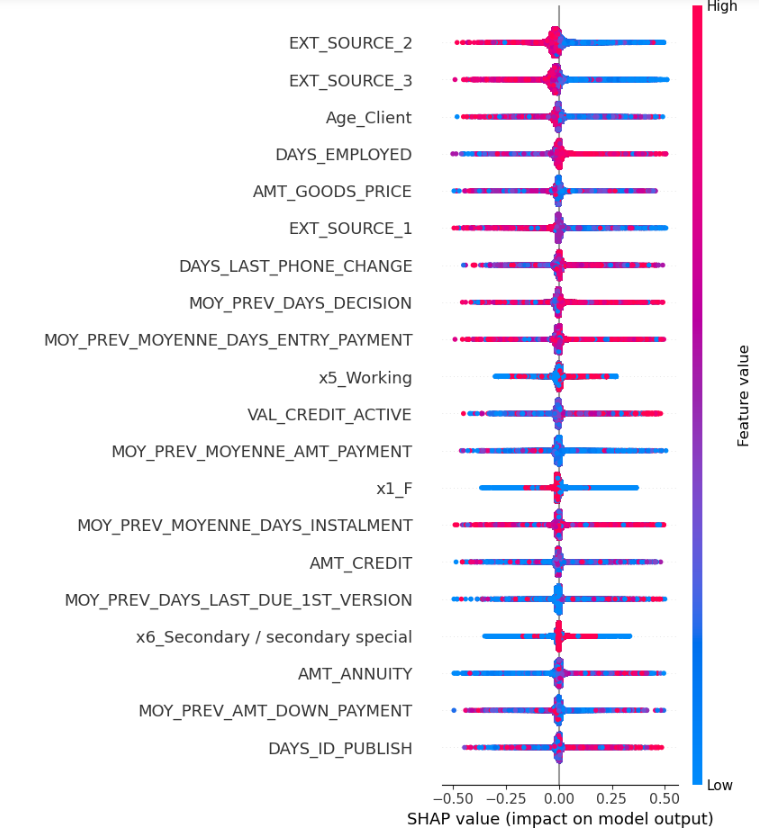 High
EXT_SOURCE_2
EXT_SOURCE_3
Age_Client
DAYS_EMPLOYED
AMT_GOODS_PRICE
EXT_SOURCE_1
DAYS_LAST_PHONE_CHANGE
MOY_PREV_DAYS_DECISION
MOY_PREV_MOYENNE_DAYS_ENTRY_PAYMENT
x5_Working
VAL_CREDIT_ACTIVE
MOY_PREV_MOYENNE_AMT_PAYMENT
x1_F
MOY_PREV_MOYENNE_DAYS_INSTALMENT
AMT_CREDIT
MOY_PREV_DAYS_LAST_DUE_1ST_VERSION
x6_Secondary / secondary special
AMT_ANNUITY
MOY_PREV_AMT_DOWN_PAYMENT
DAYS_ID_PUBLISH
Feature value
Low
−0.50 −0.25 0.00 0.25 0.50
SHAP value (impact on model output)